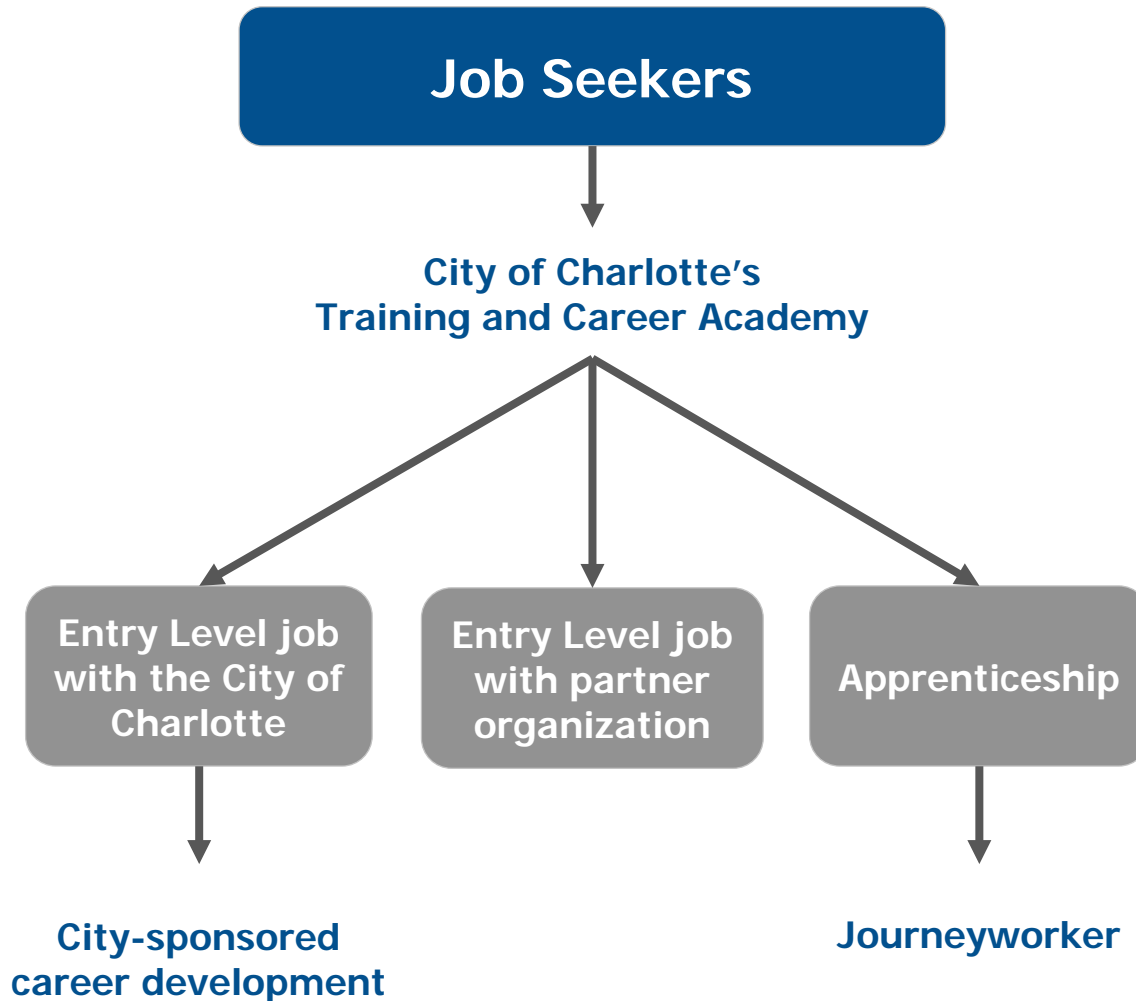 Job Seekers
City of Charlotte’s
Training and Career Academy
Entry Level job
with the City of
Charlotte
Entry Level job
with partner
organization
Apprenticeship
City-sponsored
career development
Journeyworker